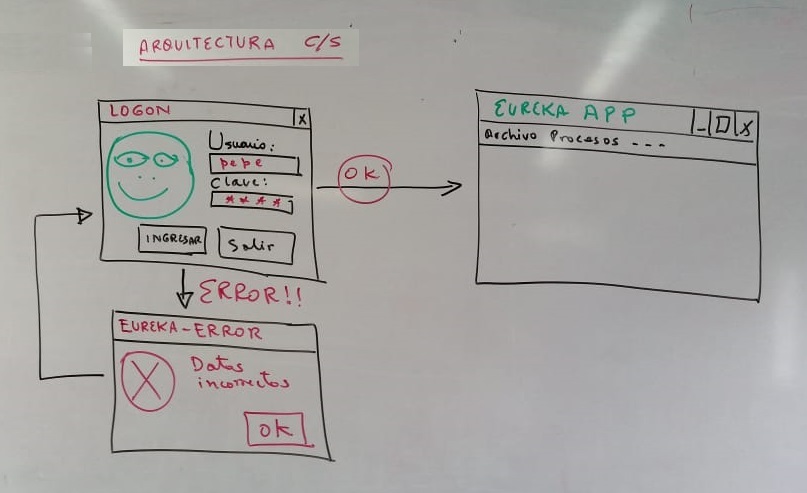 ARQUITECTURA C/S
LOGON X
Usuario:
pepe
Clave:
****
INGRESAR Salir
OK
EUREKA APP _ □ X
Archivo Procesos ---
ERROR!!
EUREKA-ERROR
X
Datos
incorrectos
OK